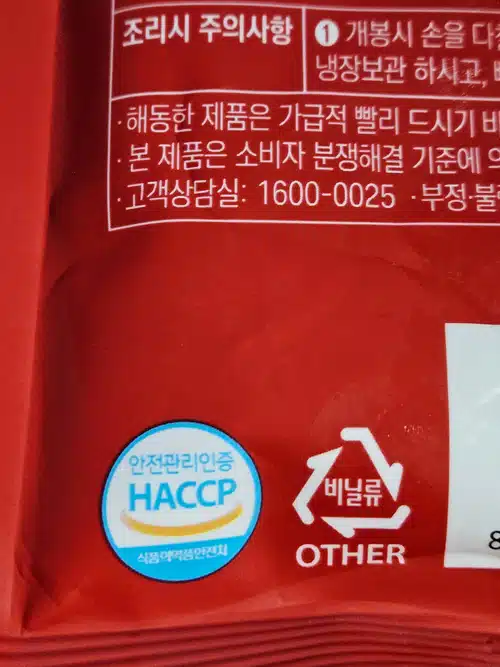 조리시 주의사항
❶ 개봉시 손을
냉장보관 하시고,
·해동한 제품은 가급적 빨리 드시기
·본 제품은 소비자 분쟁해결 기준에
·고객상담실: 1600-0025 ·부정·불량
안전관리인증
HACCP
식품의약품안전처
비닐류
OTHER
8